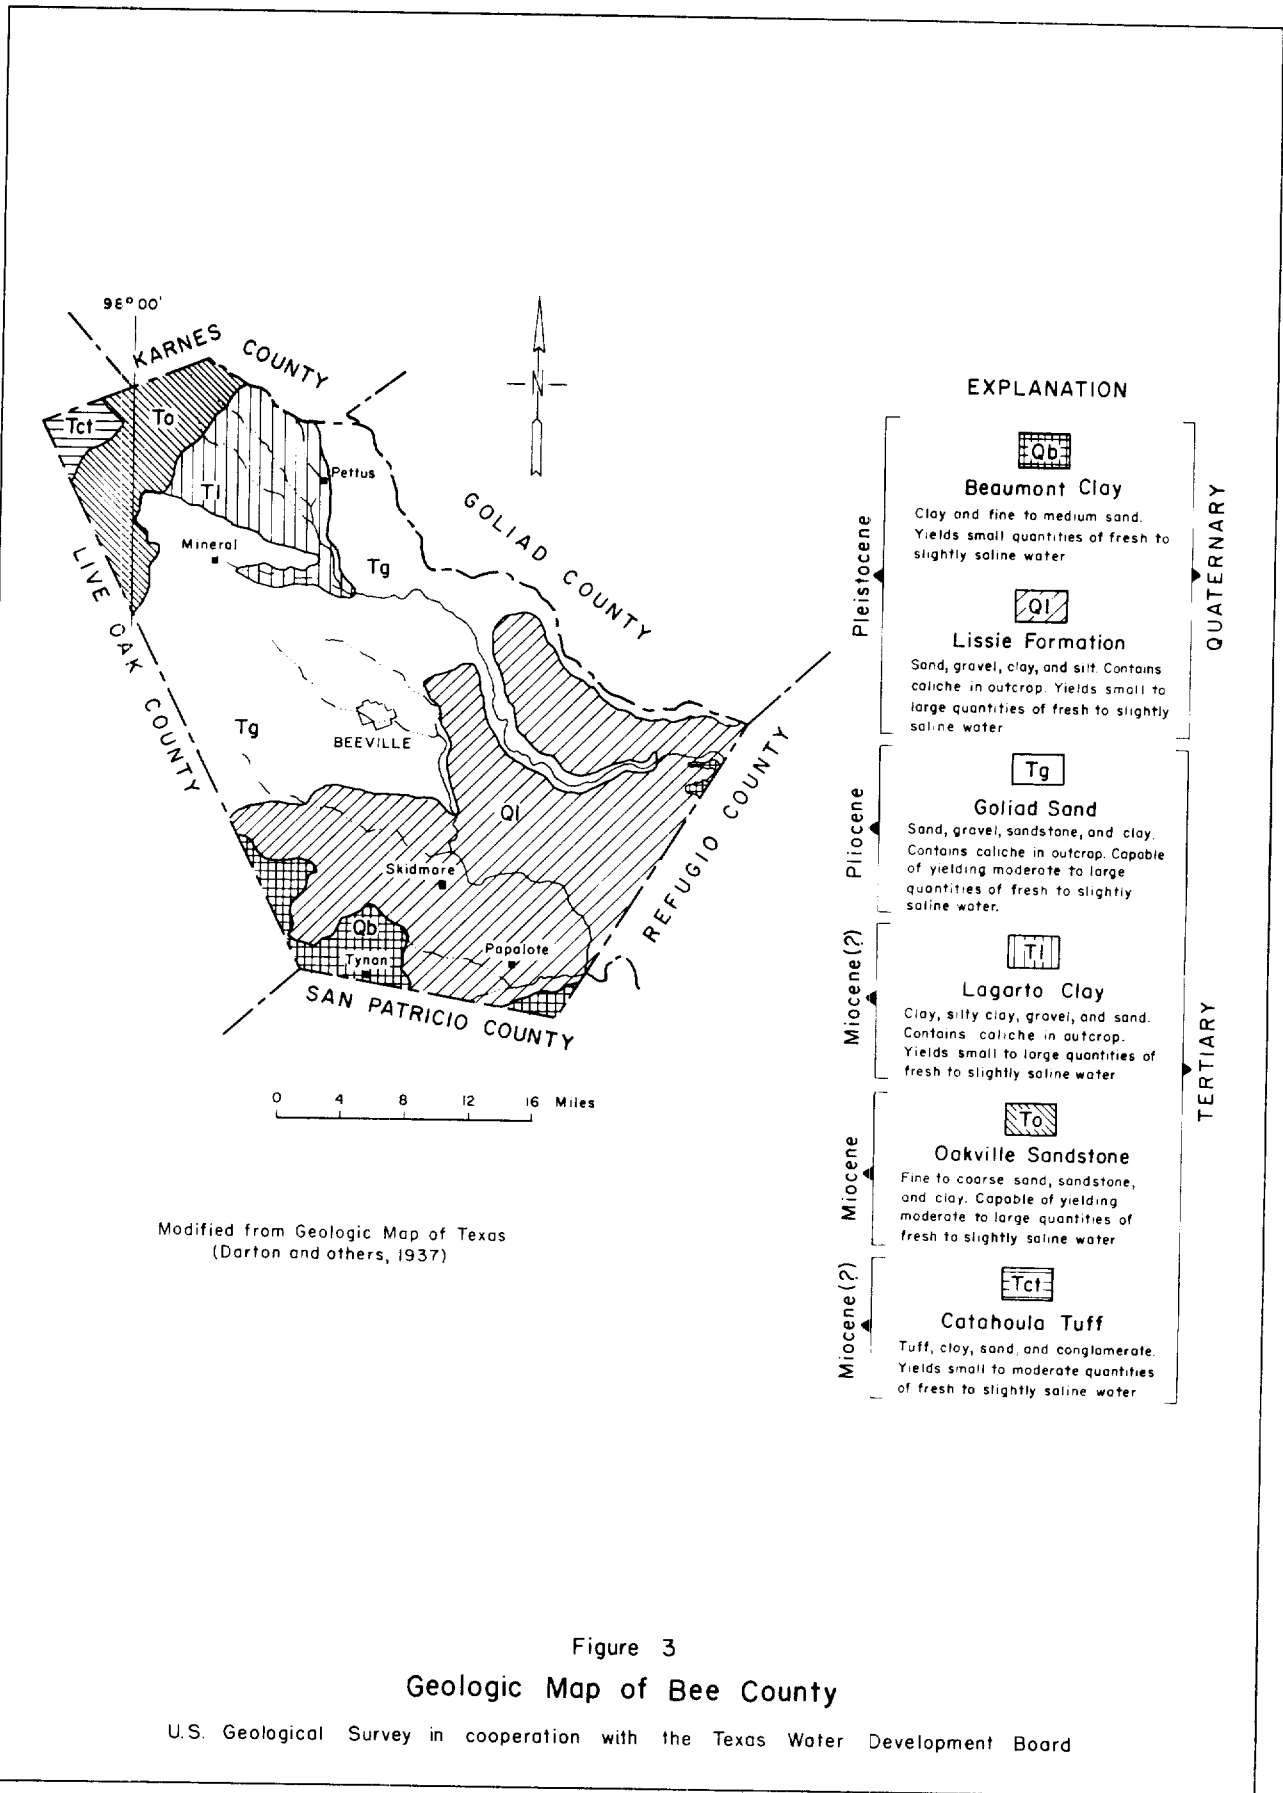 98°00'
KARNES COUNTY
Tct
To
Tl
Pettus
Mineral
Tg
GOLIAD COUNTY
LIVE OAK COUNTY
Tg
BEEVILLE
Ql
Skidmore
Qb
Tynan
Papalote
REFUGIO COUNTY
SAN PATRICIO COUNTY
N
0 4 8 12 16 Miles
Modified from Geologic Map of Texas
(Darton and others, 1937)
EXPLANATION
Pleistocene
QUATERNARY
Qb
Beaumont Clay
Clay and fine to medium sand.
Yields small quantities of fresh to
slightly saline water
Ql
Lissie Formation
Sand, gravel, clay, and silt. Contains
caliche in outcrop. Yields small to
large quantities of fresh to slightly
saline water
Pliocene
TERTIARY
Tg
Goliad Sand
Sand, gravel, sandstone, and clay.
Contains caliche in outcrop. Capable
of yielding moderate to large
quantities of fresh to slightly
saline water.
Miocene(?)
Tl
Lagarto Clay
Clay, silty clay, gravel, and sand.
Contains caliche in outcrop.
Yields small to large quantities of
fresh to slightly saline water
Miocene
To
Oakville Sandstone
Fine to coarse sand, sandstone,
and clay. Capable of yielding
moderate to large quantities of
fresh to slightly saline water
Miocene(?)
Tct
Catahoula Tuff
Tuff, clay, sand, and conglomerate.
Yields small to moderate quantities
of fresh to slightly saline water
Figure 3
Geologic Map of Bee County
U.S. Geological Survey in cooperation with the Texas Water Development Board